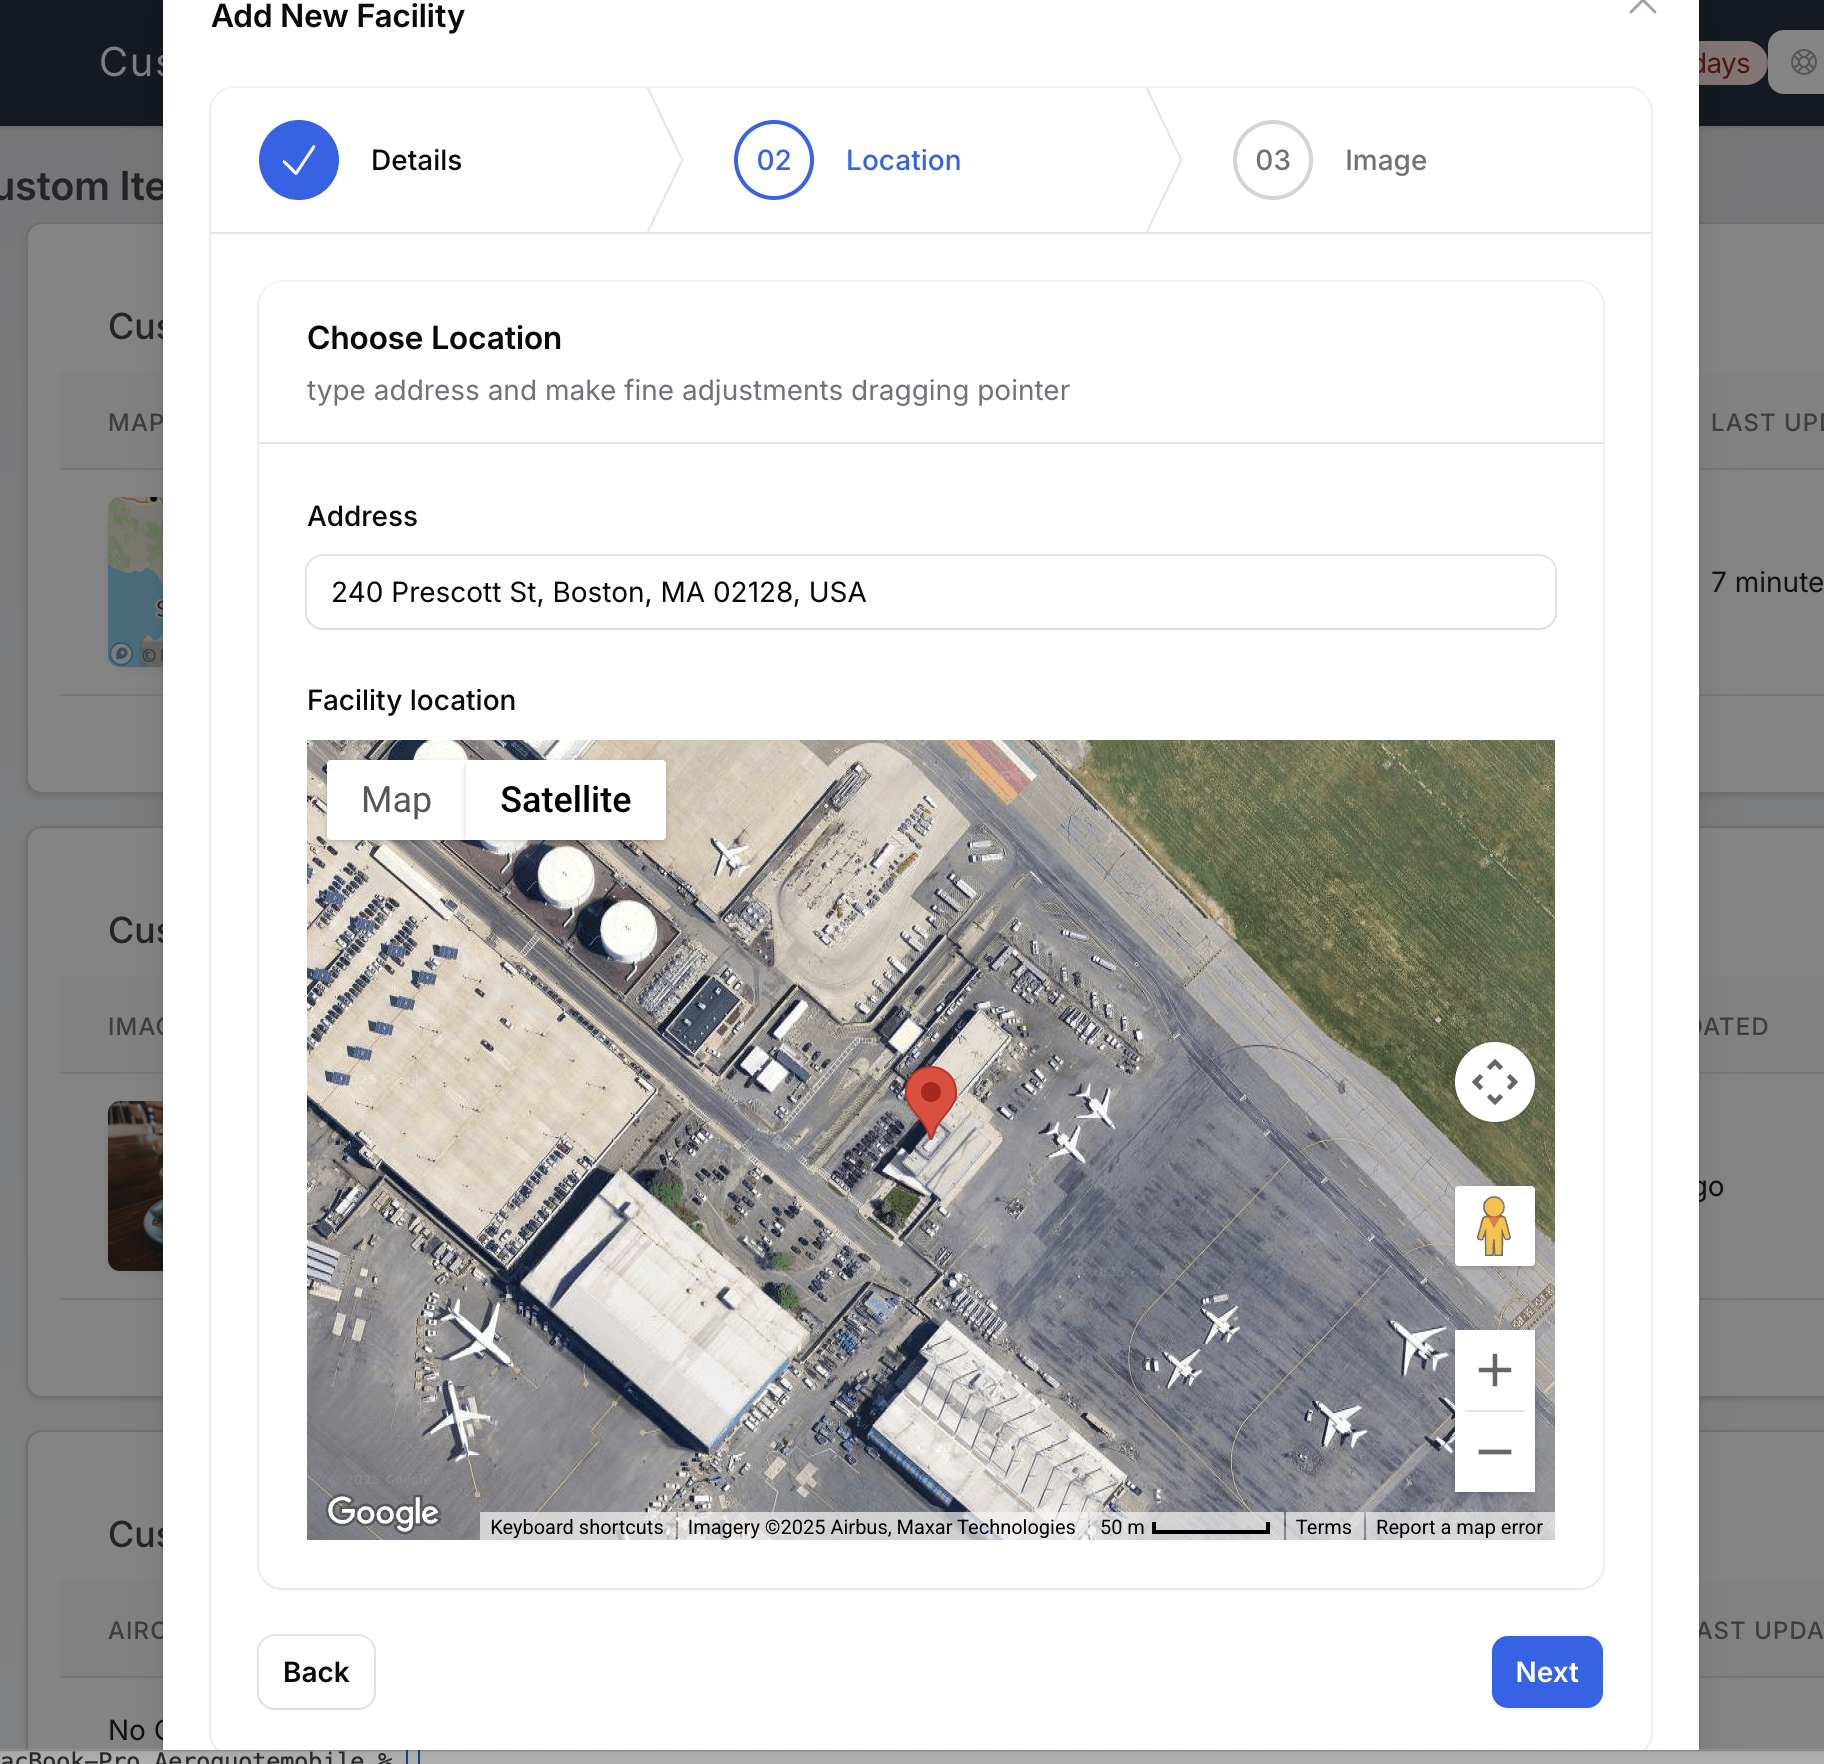 Add New Facility
Cus
days
Details
02
Location
03
Image
ustom Ite
Choose Location
type address and make fine adjustments dragging pointer
Cus
MAP
LAST UPD
Address
240 Prescott St, Boston, MA 02128, USA
7 minute
Facility location
Map
Satellite
Cus
IMAG
DATED
go
Google
Keyboard shortcuts
Imagery ©2025 Airbus, Maxar Technologies
50 m
Terms
Report a map error
Cus
AIRC
AST UPDA
Back
Next
No
acBook-Pro Aeroquotemobile %